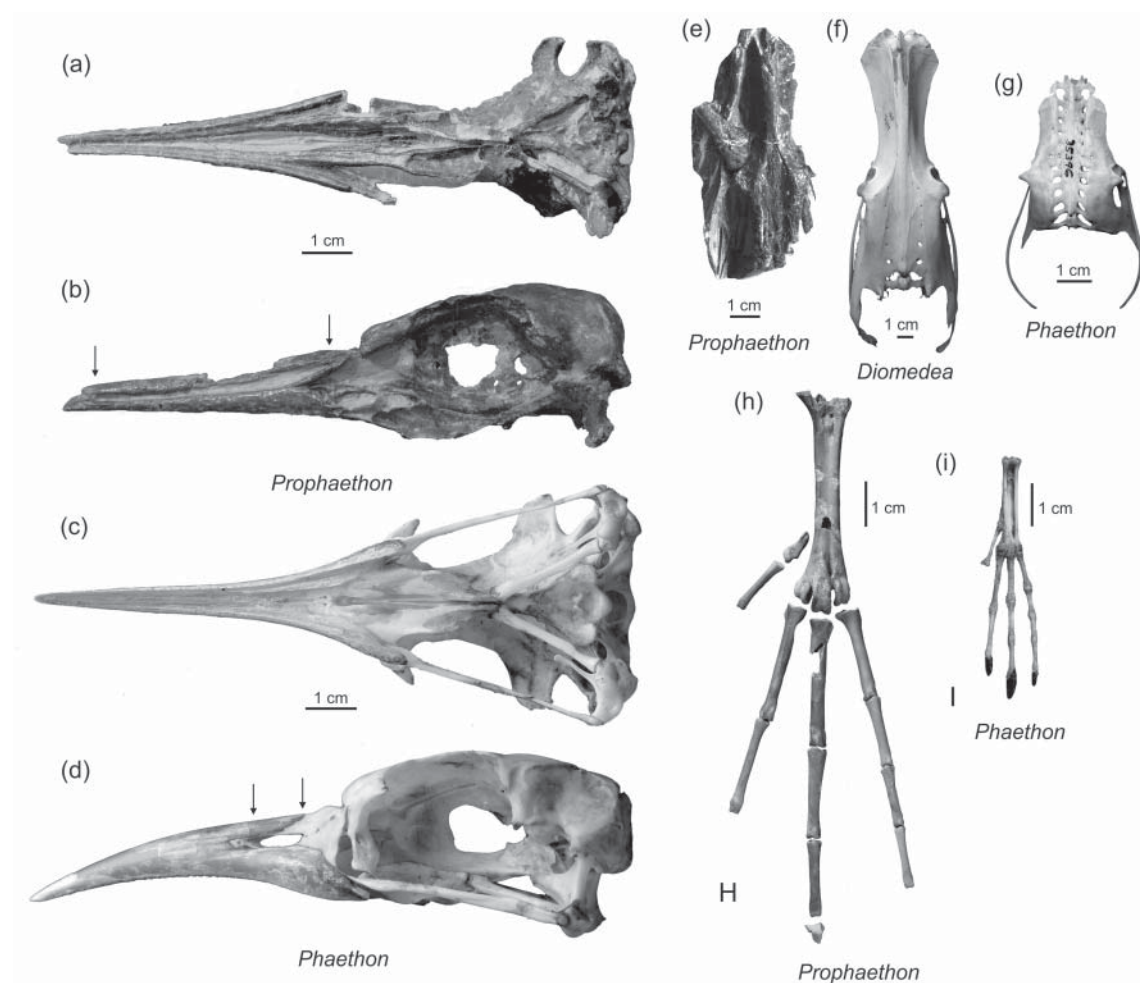 (a)
1 cm
(b)
Prophaethon
(c)
1 cm
(d)
Phaethon
(e)
1 cm
Prophaethon
(f)
1 cm
Diomedea
(g)
35396
1 cm
Phaethon
(h)
1 cm
H
Prophaethon
(i)
1 cm
I
Phaethon